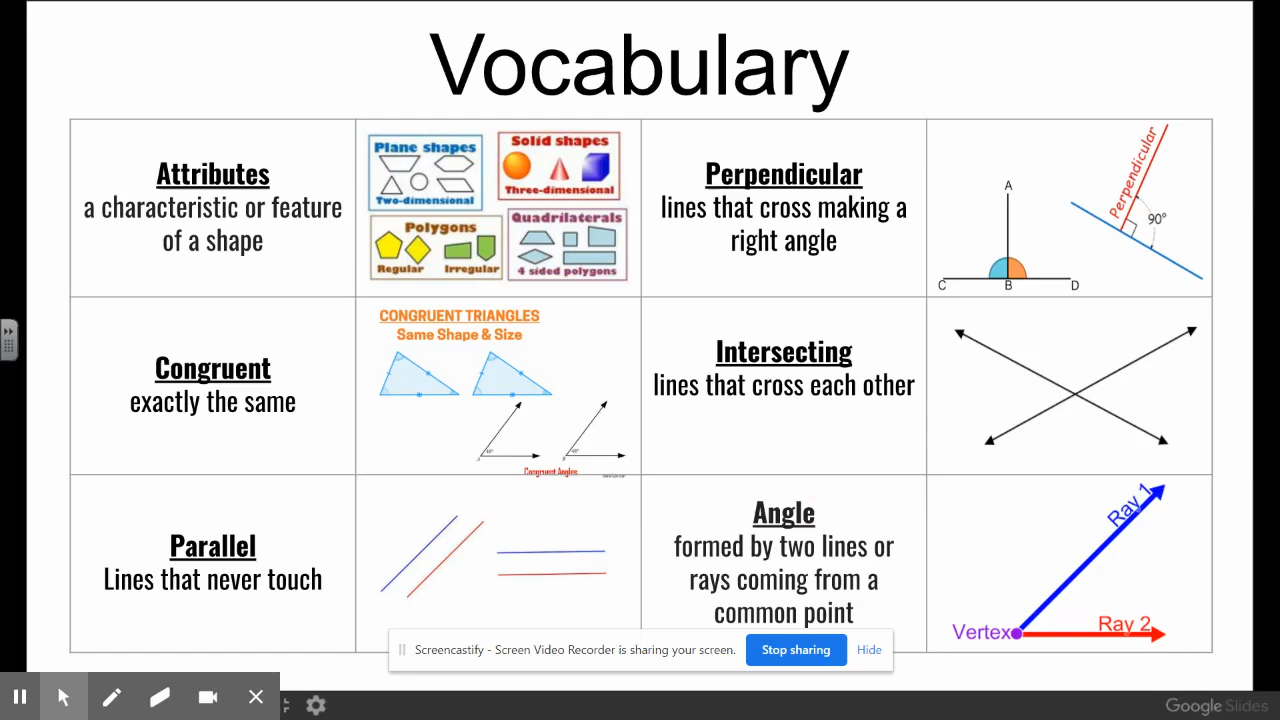 Vocabulary
Attributes
a characteristic or feature
of a shape
Plane shapes
Two-dimensional
Solid shapes
Three-dimensional
Polygons
Regular
Irregular
Quadrilaterals
4 sided polygons
Perpendicular
lines that cross making a
right angle
A
C
B
D
Perpendicular
90°
Congruent
exactly the same
CONGRUENT TRIANGLES
Same Shape & Size
Congruent Angles
Intersecting
lines that cross each other
Parallel
Lines that never touch
Angle
formed by two lines or
rays coming from a
common point
Ray 1
Vertex
Ray 2
Screencastify - Screen Video Recorder is sharing your screen.
Stop sharing
Hide
Google Slides